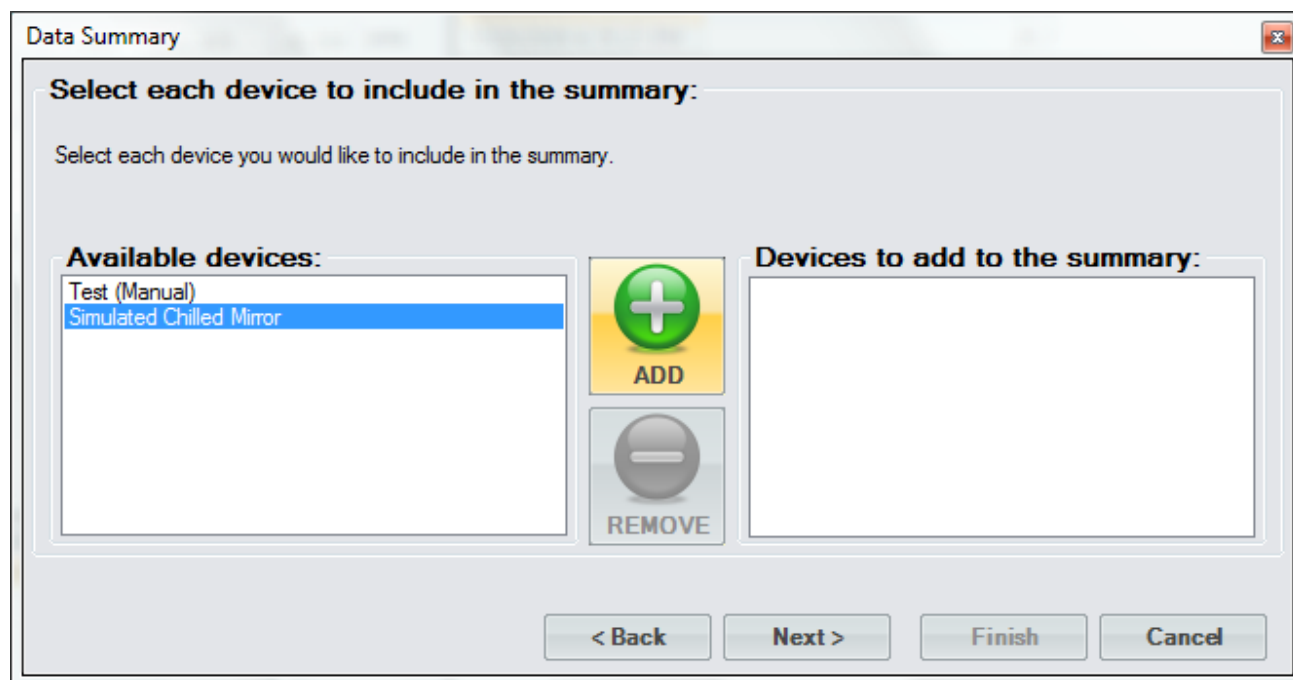 Data Summary
Select each device to include in the summary:
Select each device you would like to include in the summary.
Available devices:
Test (Manual)
Simulated Chilled Mirror
ADD
REMOVE
Devices to add to the summary:
< Back
Next >
Finish
Cancel